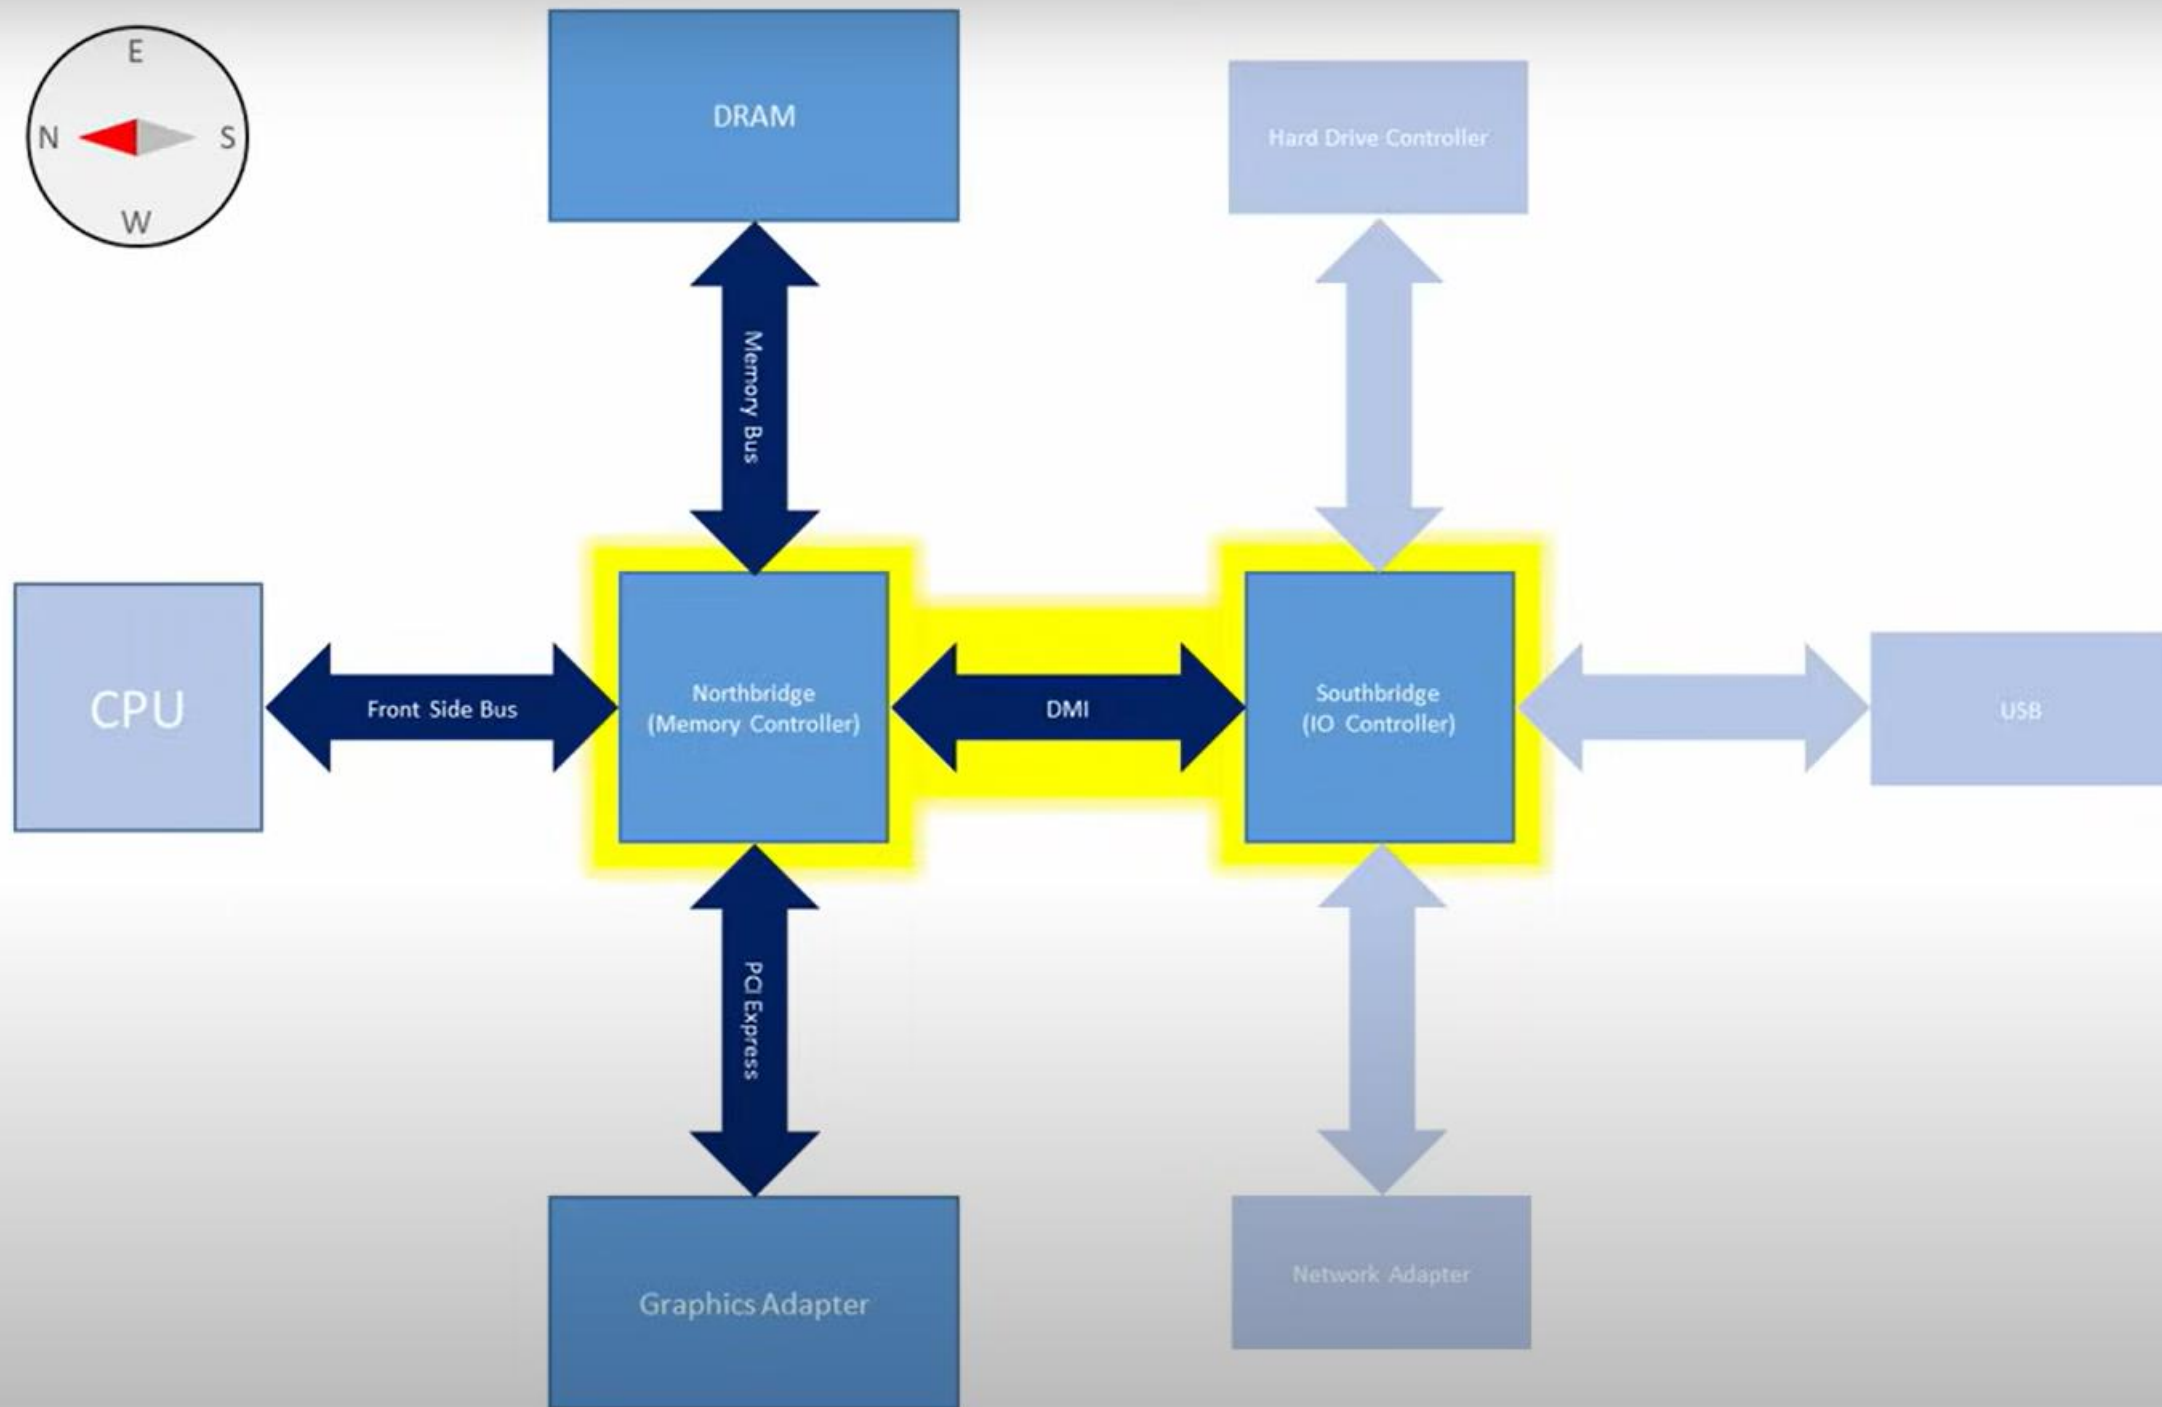 E
N
S
W
DRAM
Hard Drive Controller
Memory Bus
CPU
Front Side Bus
Northbridge
(Memory Controller)
DMI
Southbridge
(IO Controller)
USB
PCI Express
Graphics Adapter
Network Adapter